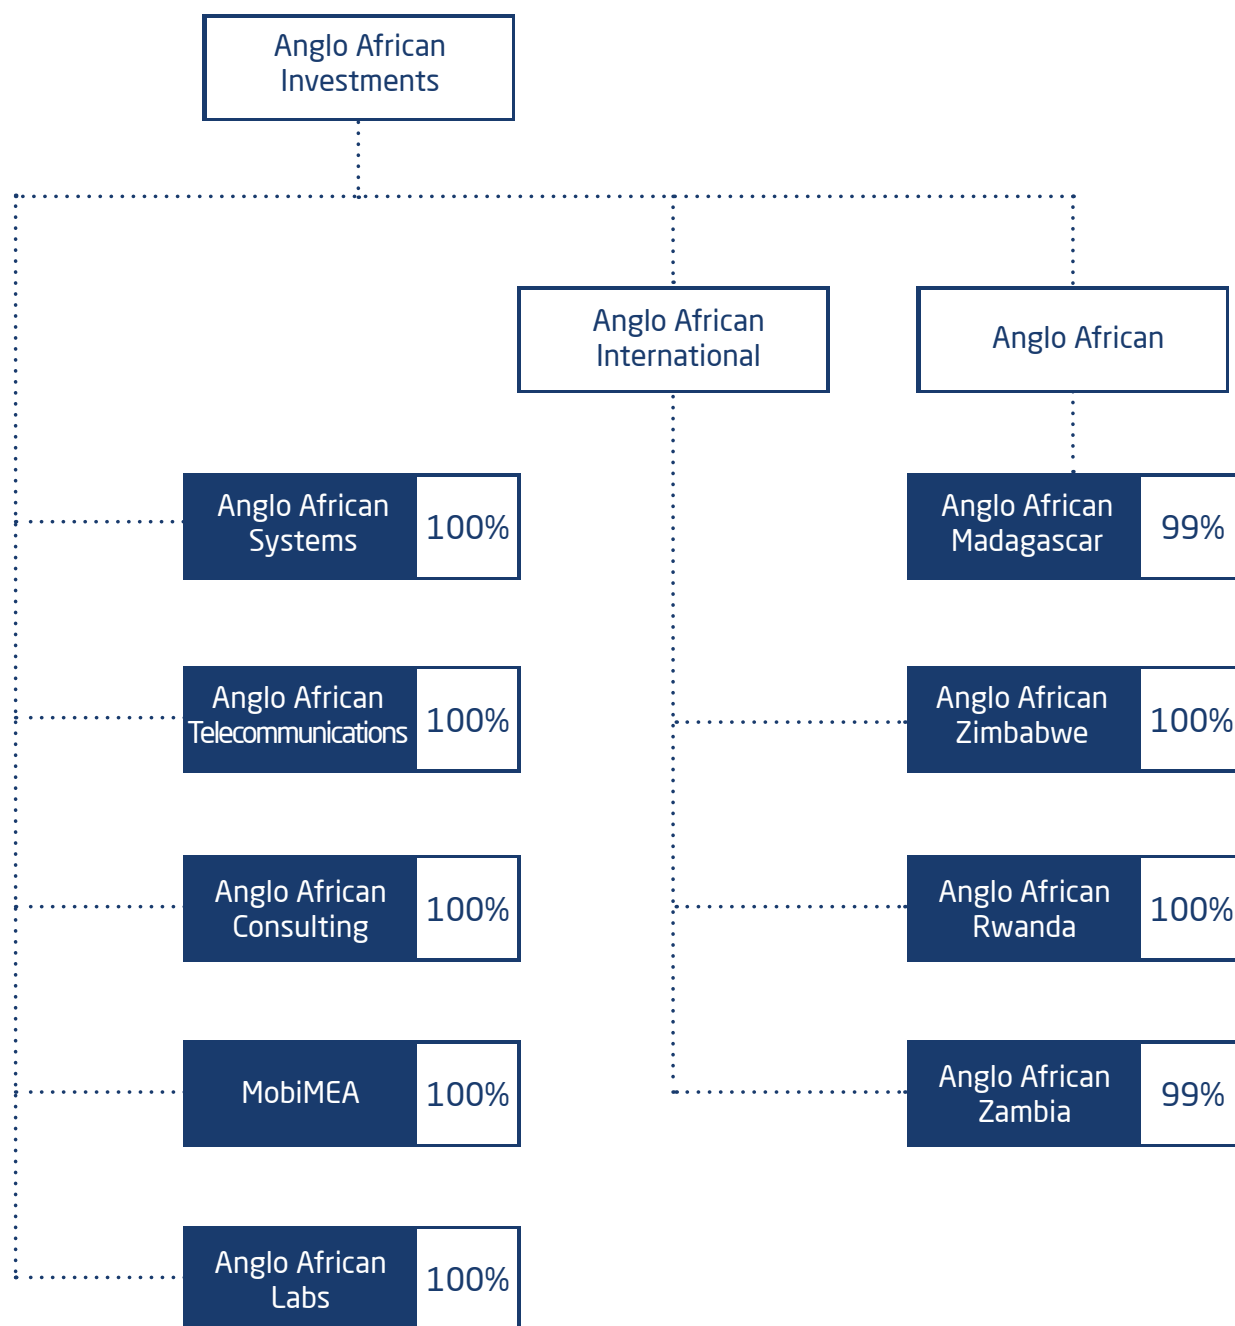 Anglo African
Investments
Anglo African
International
Anglo African
Anglo African
Systems
100%
Anglo African
Madagascar
99%
Anglo African
Telecommunications
100%
Anglo African
Zimbabwe
100%
Anglo African
Consulting
100%
Anglo African
Rwanda
100%
MobiMEA
100%
Anglo African
Zambia
99%
Anglo African
Labs
100%